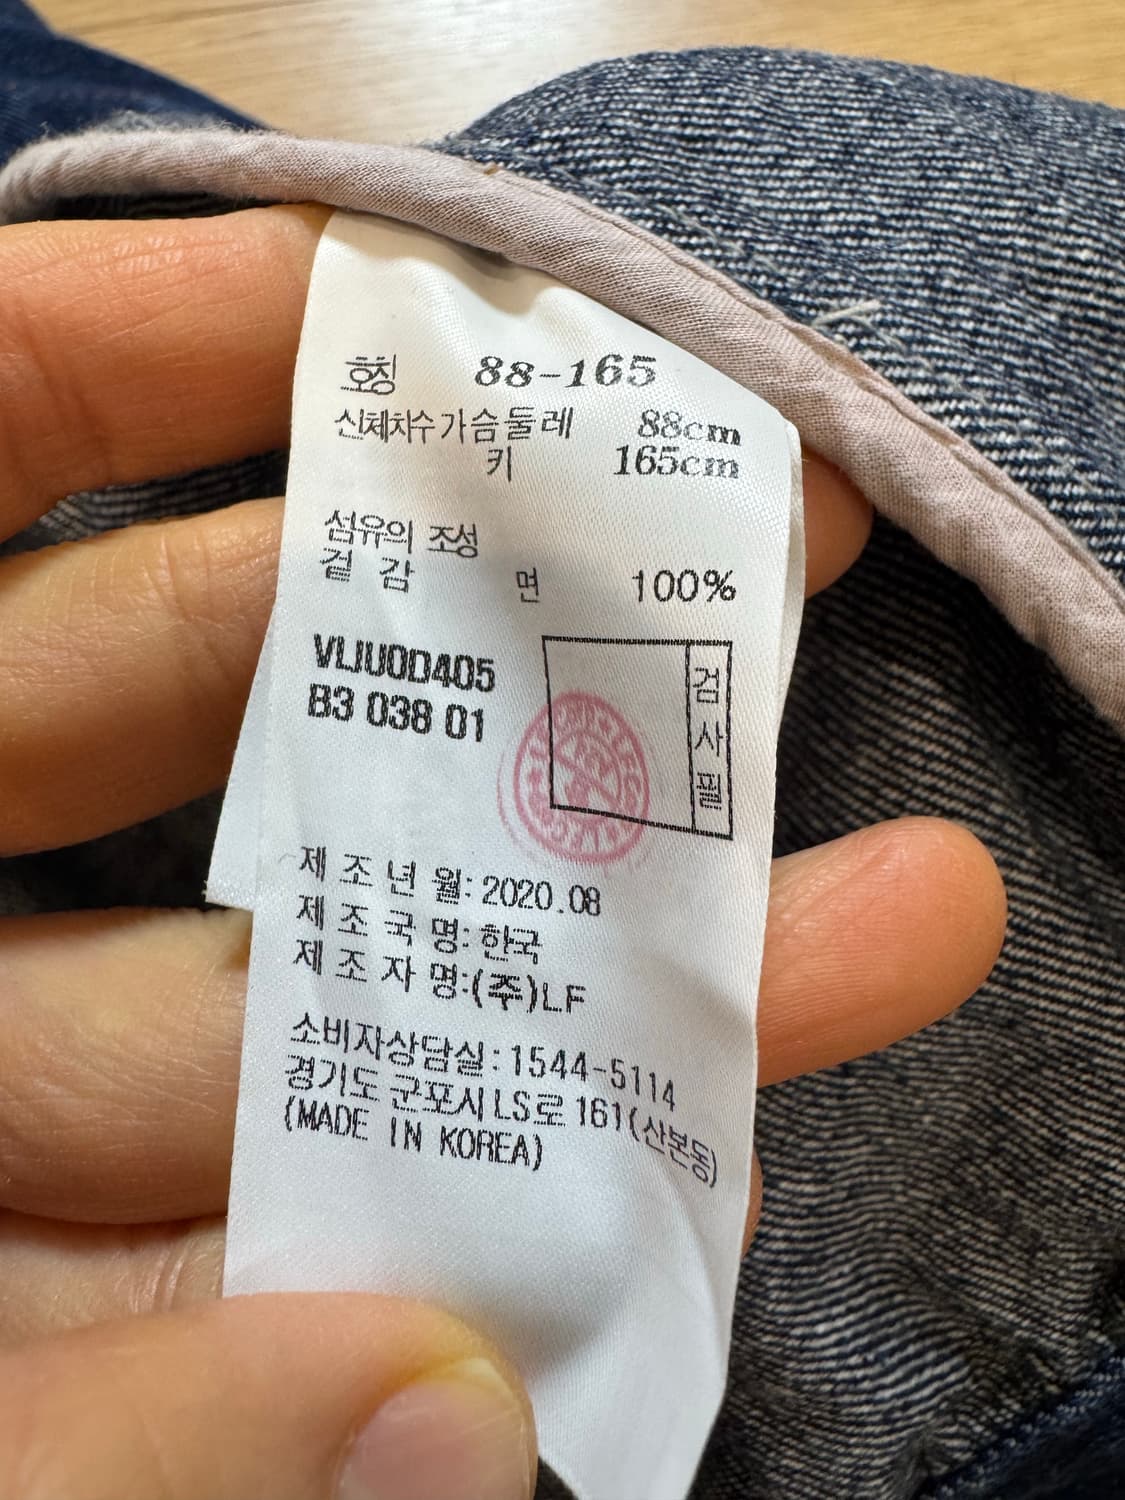 호칭 88-165
신체치수 가슴둘레 88cm
키 165cm
섬유의 조성
겉 감 면 100%
VLJU0D405
B3 038 01
검사필
제 조 년 월: 2020.08
제 조 국 명: 한국
제 조 자 명:(주)LF
소비자상담실: 1544-5114
경기도 군포시 LS로 161(산본동)
(MADE IN KOREA)